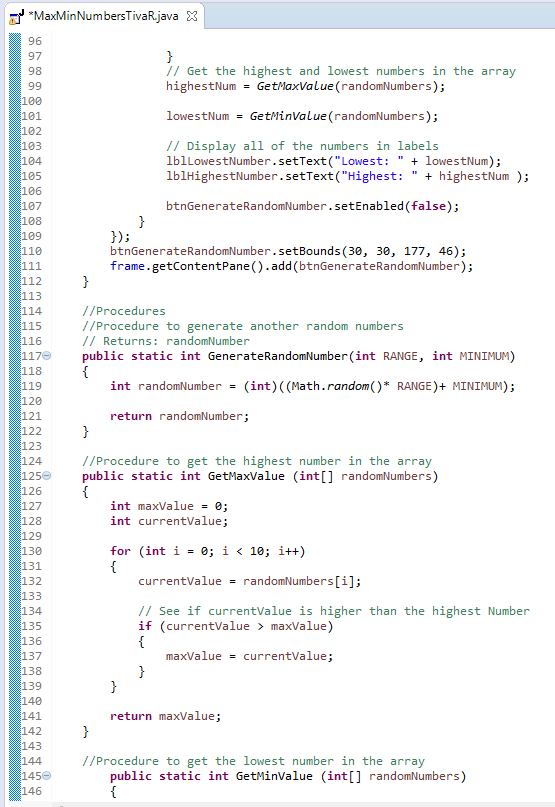 *MaxMinNumbersTivaR.java
96
97 }
98 // Get the highest and lowest numbers in the array
99 highestNum = GetMaxValue(randomNumbers);
100
101 lowestNum = GetMinValue(randomNumbers);
102
103 // Display all of the numbers in labels
104 lblLowestNumber.setText("Lowest: " + lowestNum);
105 lblHighestNumber.setText("Highest: " + highestNum );
106
107 btnGenerateRandomNumber.setEnabled(false);
108 }
109 });
110 btnGenerateRandomNumber.setBounds(30, 30, 177, 46);
111 frame.getContentPane().add(btnGenerateRandomNumber);
112 }
113
114 //Procedures
115 //Procedure to generate another random numbers
116 // Returns: randomNumber
117 public static int GenerateRandomNumber(int RANGE, int MINIMUM)
118 {
119 int randomNumber = (int)((Math.random()* RANGE)+ MINIMUM);
120
121 return randomNumber;
122 }
123
124 //Procedure to get the highest number in the array
125 public static int GetMaxValue (int[] randomNumbers)
126 {
127 int maxValue = 0;
128 int currentValue;
129
130 for (int i = 0; i < 10; i++)
131 {
132 currentValue = randomNumbers[i];
133
134 // See if currentValue is higher than the highest Number
135 if (currentValue > maxValue)
136 {
137 maxValue = currentValue;
138 }
139 }
140
141 return maxValue;
142 }
143
144 //Procedure to get the lowest number in the array
145 public static int GetMinValue (int[] randomNumbers)
146 {